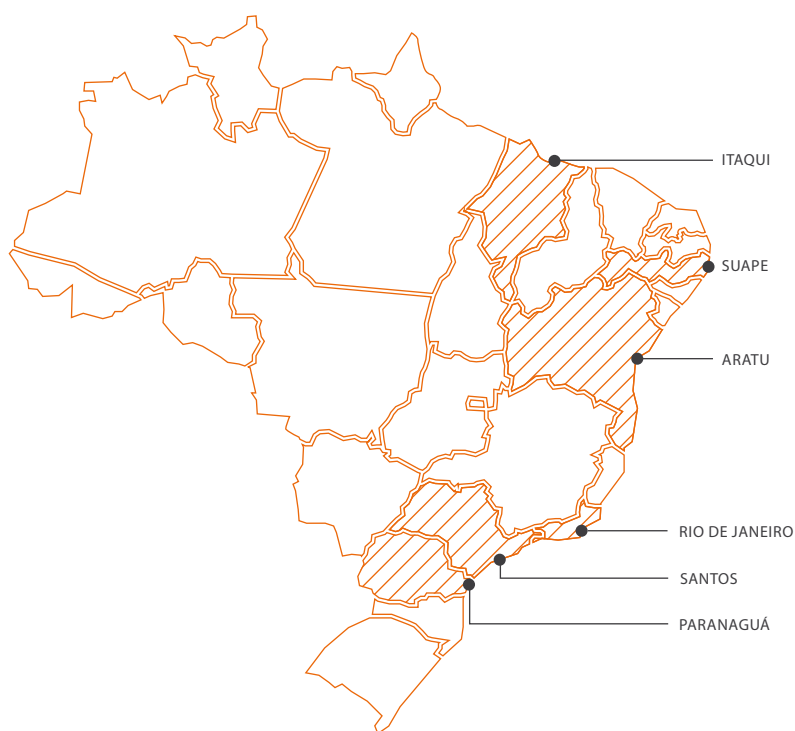 ITAQUI
SUAPE
ARATU
RIO DE JANEIRO
SANTOS
PARANAGUÁ